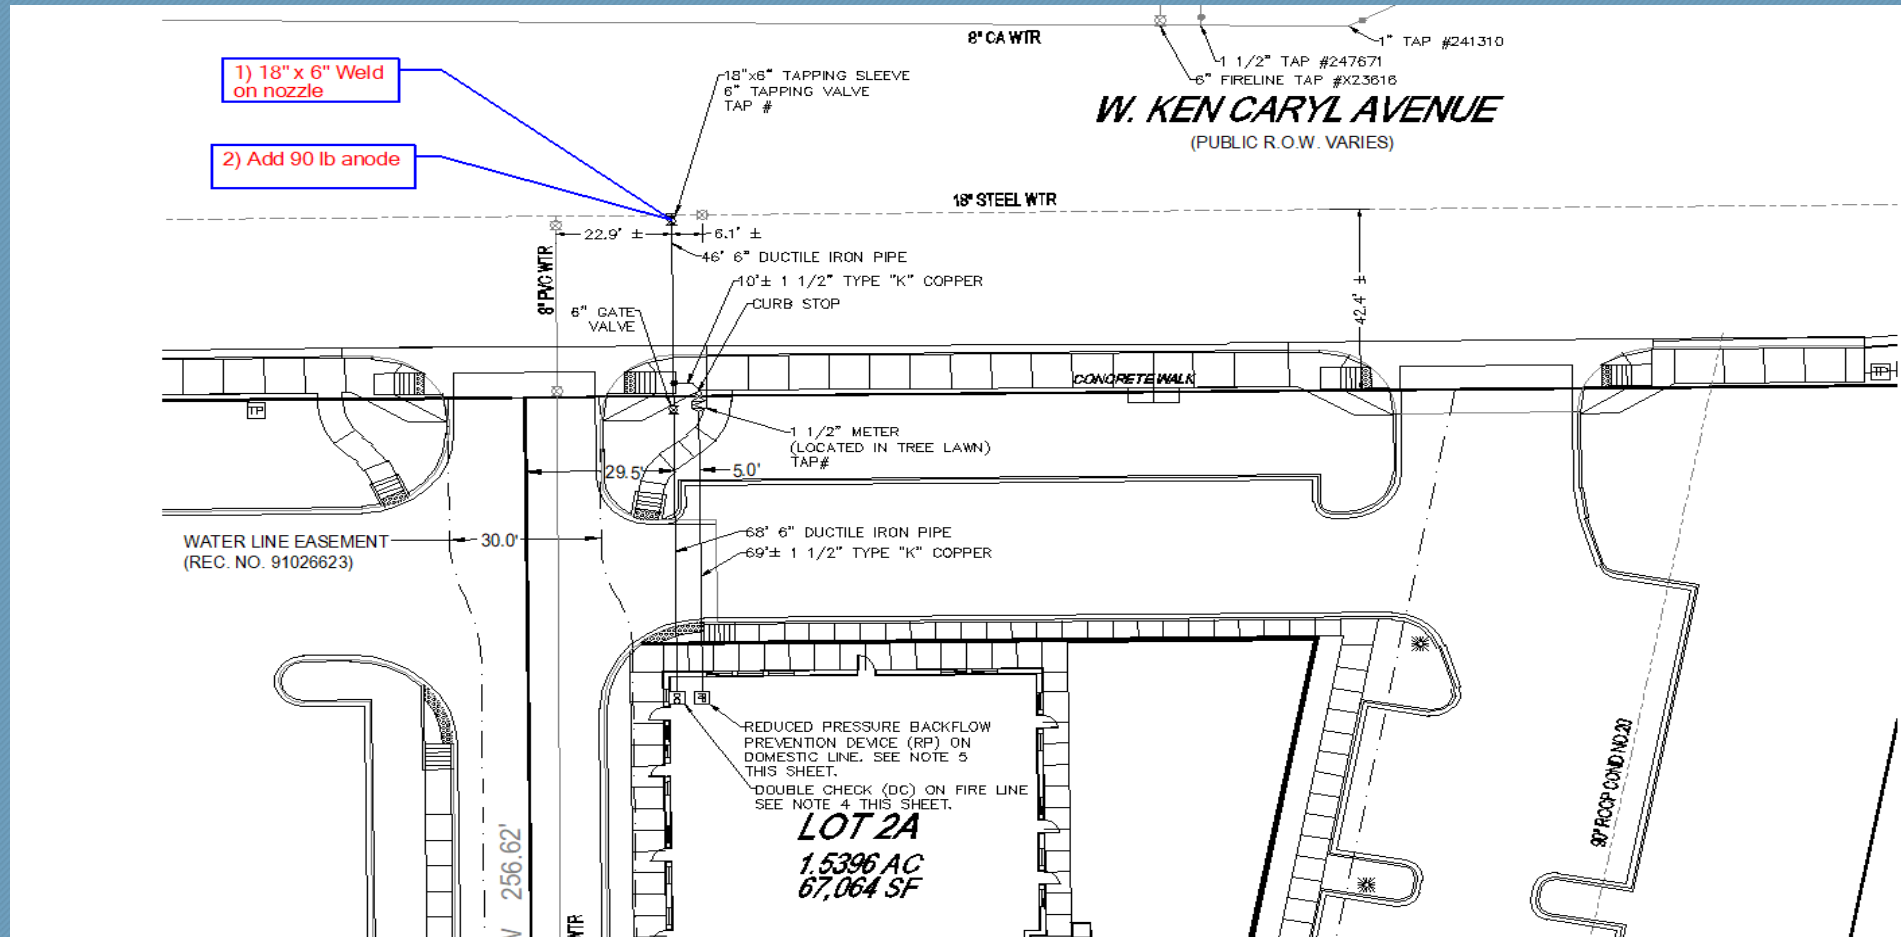 8" CA WTR
1" TAP #241310
1 1/2" TAP #247671
6" FIRELINE TAP #X23616
W. KEN CARYL AVENUE
(PUBLIC R.O.W. VARIES)
1) 18" x 6" Weld
on nozzle
18"x6" TAPPING SLEEVE
6" TAPPING VALVE
TAP #
2) Add 90 lb anode
18" STEEL WTR
22.9' ±
6.1' ±
46' 6" DUCTILE IRON PIPE
10'± 1 1/2" TYPE "K" COPPER
CURB STOP
8" PVC WTR
6" GATE
VALVE
42.4' ±
CONCRETE WALK
TP
1 1/2" METER
(LOCATED IN TREE LAWN)
TAP#
29.5'
5.0'
WATER LINE EASEMENT
(REC. NO. 91026623)
30.0'
68' 6" DUCTILE IRON PIPE
69'± 1 1/2" TYPE "K" COPPER
DC
RP
REDUCED PRESSURE BACKFLOW
PREVENTION DEVICE (RP) ON
DOMESTIC LINE. SEE NOTE 5
THIS SHEET.
DOUBLE CHECK (DC) ON FIRE LINE
SEE NOTE 4 THIS SHEET.
LOT 2A
1.5396 AC
67,064 SF
256.62'
WTR